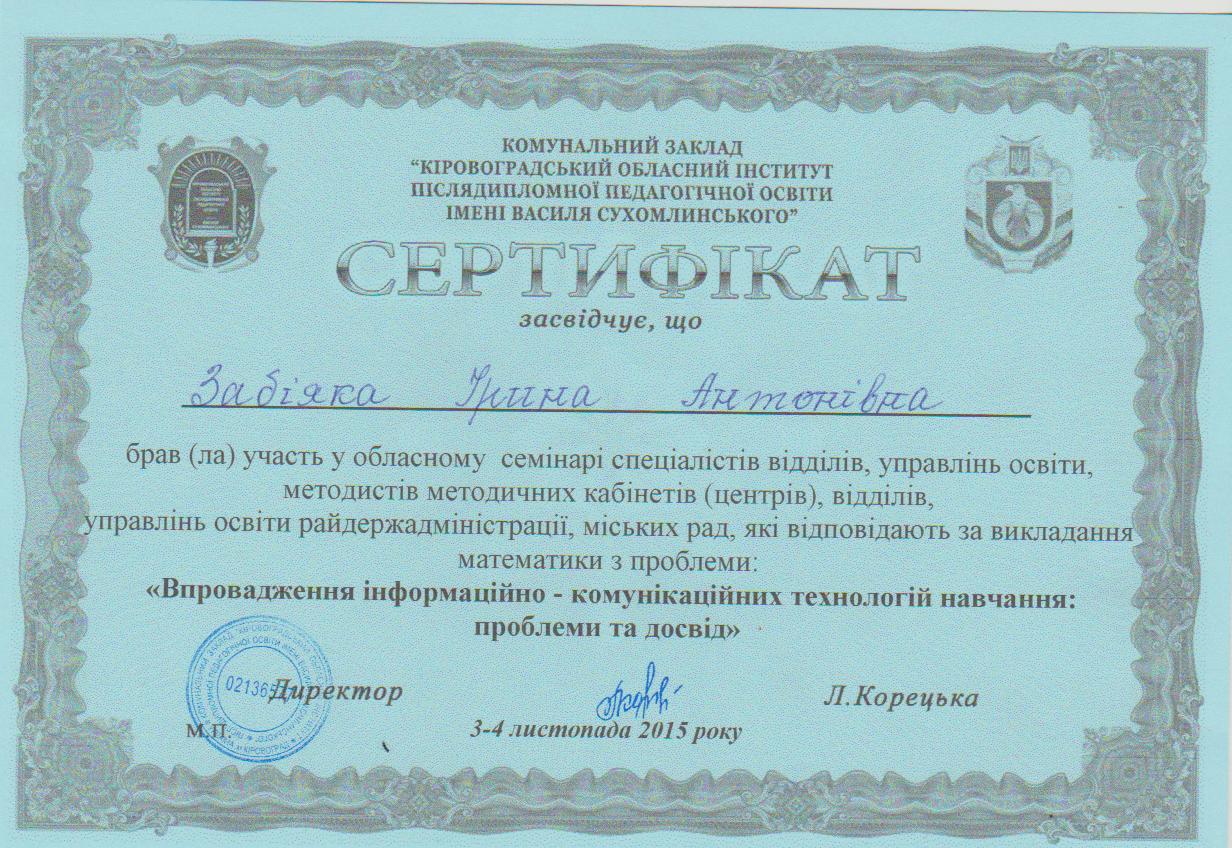 КОМУНАЛЬНИЙ ЗАКЛАД
“КІРОВОГРАДСЬКИЙ ОБЛАСНИЙ ІНСТИТУТ
ПІСЛЯДИПЛОМНОЇ ПЕДАГОГІЧНОЇ ОСВІТИ
ІМЕНІ ВАСИЛЯ СУХОМЛИНСЬКОГО”
СЕРТИФІКАТ
засвідчує, що
Забіяка Ірина Антонівна
брав (ла) участь у обласному семінарі спеціалістів відділів, управлінь освіти,
методистів методичних кабінетів (центрів), відділів,
управлінь освіти райдержадміністрації, міських рад, які відповідають за викладання
математики з проблеми:
«Впровадження інформаційно - комунікаційних технологій навчання:
проблеми та досвід»
Директор Л.Корецька
М.П. 3-4 листопада 2015 року